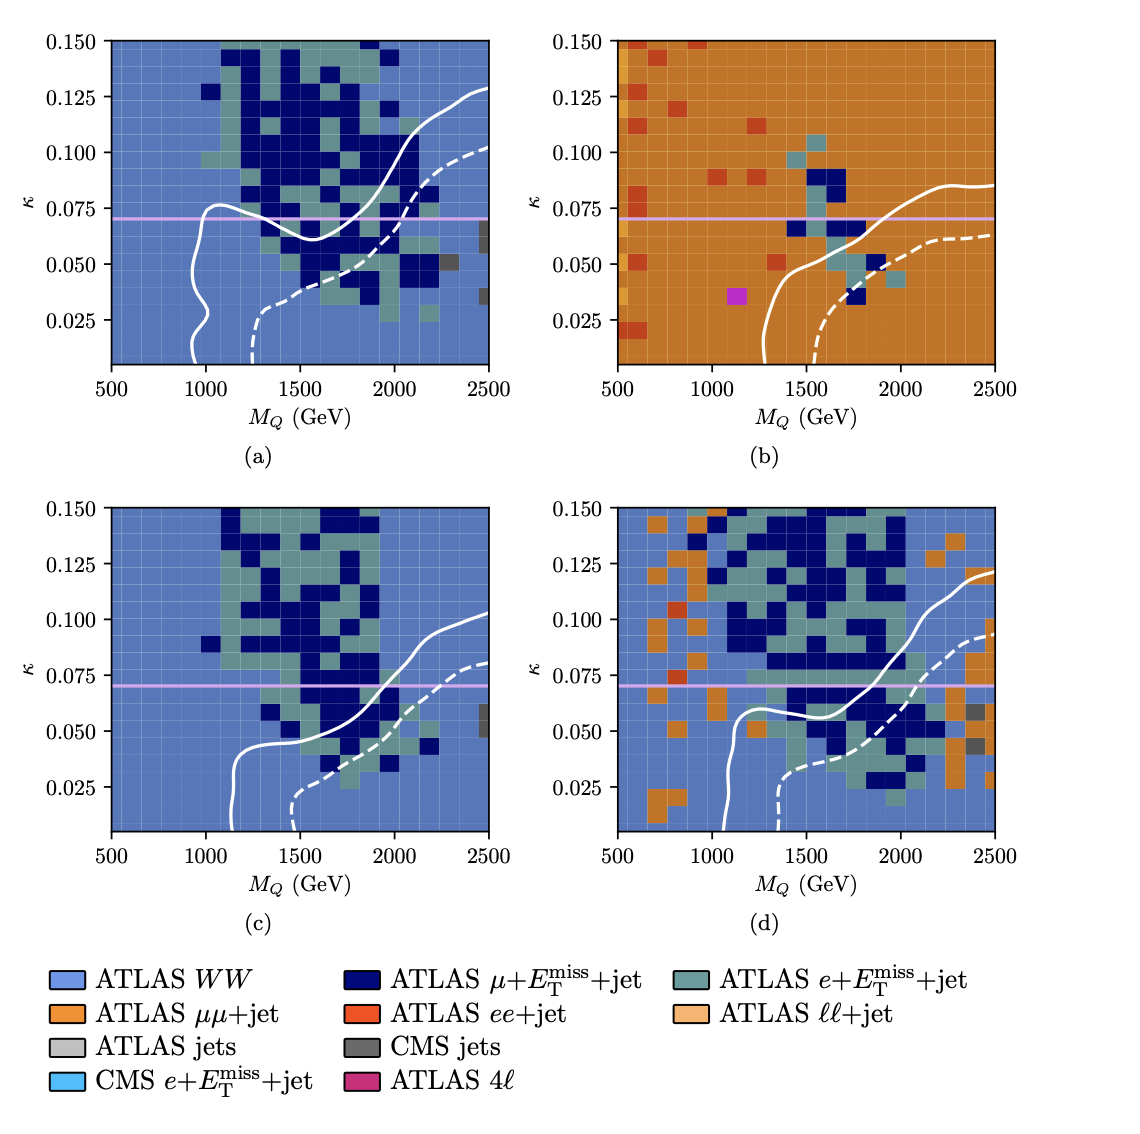 0.150 0.125 0.100 0.075 0.050 0.025
κ
500 1000 1500 2000 2500
M_Q (GeV)
(a)
0.150 0.125 0.100 0.075 0.050 0.025
κ
500 1000 1500 2000 2500
M_Q (GeV)
(b)
0.150 0.125 0.100 0.075 0.050 0.025
κ
500 1000 1500 2000 2500
M_Q (GeV)
(c)
0.150 0.125 0.100 0.075 0.050 0.025
κ
500 1000 1500 2000 2500
M_Q (GeV)
(d)
ATLAS WW ATLAS μ+E_T^miss+jet ATLAS e+E_T^miss+jet
ATLAS μμ+jet ATLAS ee+jet ATLAS ℓℓ+jet
ATLAS jets CMS jets
CMS e+E_T^miss+jet ATLAS 4ℓ